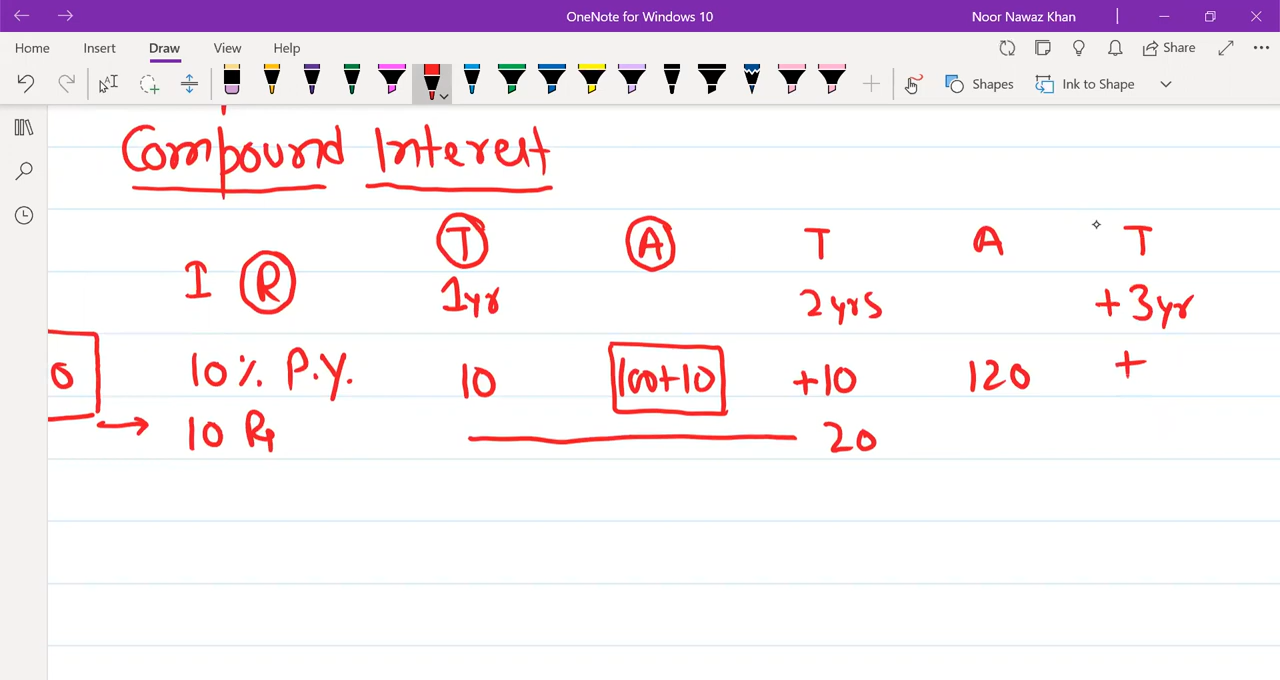 OneNote for Windows 10
Noor Nawaz Khan
Home Insert Draw View Help
Share
Shapes
Ink to Shape
Compound Interest
I R T A T A T
1yr 2yrs +3yr
0 10% P.Y. 10 100+10 +10 120 +
→ 10 Rs 20